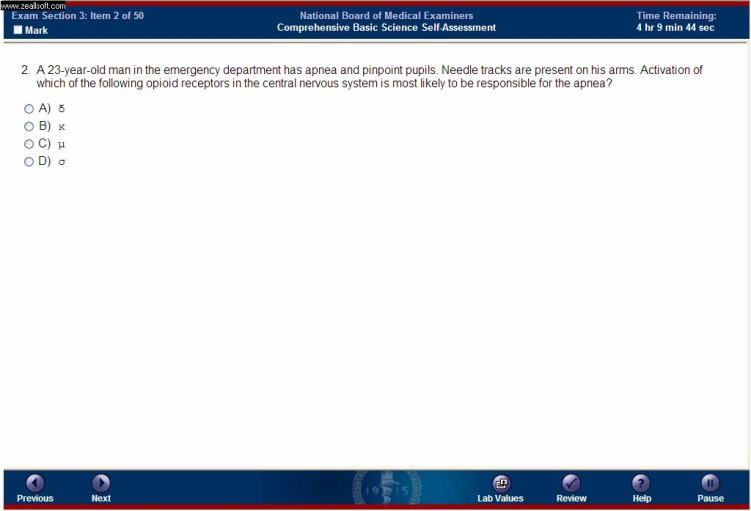 www.zeallsoft.com
Exam Section 3: Item 2 of 50
National Board of Medical Examiners
Time Remaining:
Mark
Comprehensive Basic Science Self-Assessment
4 hr 9 min 44 sec
2. A 23-year-old man in the emergency department has apnea and pinpoint pupils. Needle tracks are present on his arms. Activation of
which of the following opioid receptors in the central nervous system is most likely to be responsible for the apnea?
A) δ
B) κ
C) μ
D) σ
1915
Previous
Next
Lab Values
Review
Help
Pause